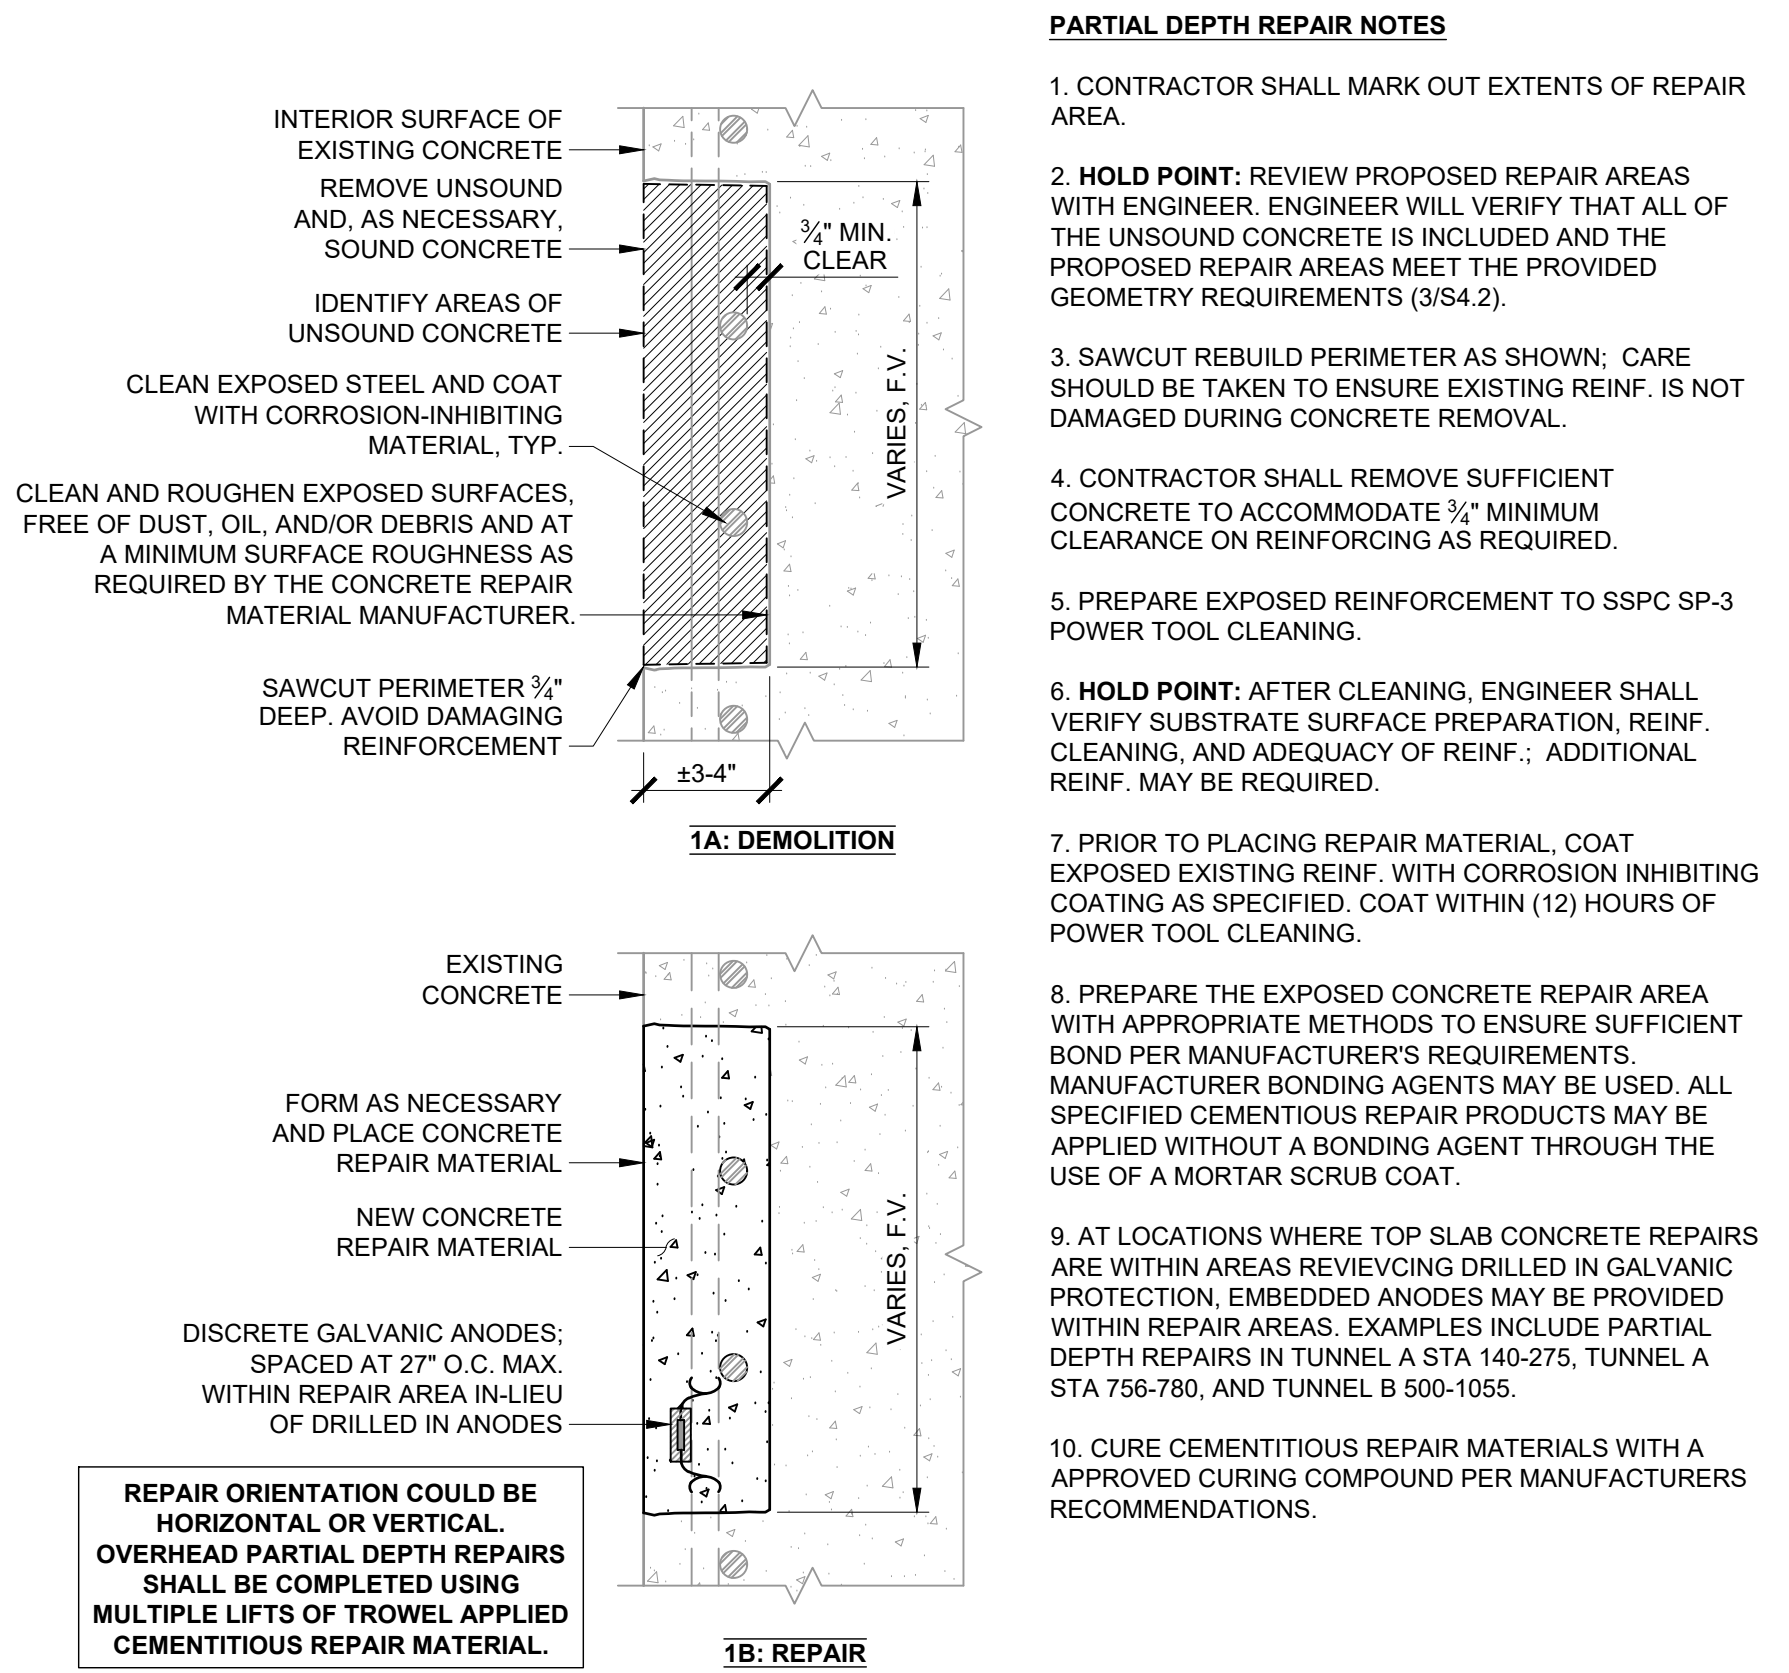 PARTIAL DEPTH REPAIR NOTES
1. CONTRACTOR SHALL MARK OUT EXTENTS OF REPAIR
AREA.
2. HOLD POINT: REVIEW PROPOSED REPAIR AREAS
WITH ENGINEER. ENGINEER WILL VERIFY THAT ALL OF
THE UNSOUND CONCRETE IS INCLUDED AND THE
PROPOSED REPAIR AREAS MEET THE PROVIDED
GEOMETRY REQUIREMENTS (3/S4.2).
3. SAWCUT REBUILD PERIMETER AS SHOWN; CARE
SHOULD BE TAKEN TO ENSURE EXISTING REINF. IS NOT
DAMAGED DURING CONCRETE REMOVAL.
4. CONTRACTOR SHALL REMOVE SUFFICIENT
CONCRETE TO ACCOMMODATE ¾" MINIMUM
CLEARANCE ON REINFORCING AS REQUIRED.
5. PREPARE EXPOSED REINFORCEMENT TO SSPC SP-3
POWER TOOL CLEANING.
6. HOLD POINT: AFTER CLEANING, ENGINEER SHALL
VERIFY SUBSTRATE SURFACE PREPARATION, REINF.
CLEANING, AND ADEQUACY OF REINF.; ADDITIONAL
REINF. MAY BE REQUIRED.
7. PRIOR TO PLACING REPAIR MATERIAL, COAT
EXPOSED EXISTING REINF. WITH CORROSION INHIBITING
COATING AS SPECIFIED. COAT WITHIN (12) HOURS OF
POWER TOOL CLEANING.
8. PREPARE THE EXPOSED CONCRETE REPAIR AREA
WITH APPROPRIATE METHODS TO ENSURE SUFFICIENT
BOND PER MANUFACTURER'S REQUIREMENTS.
MANUFACTURER BONDING AGENTS MAY BE USED. ALL
SPECIFIED CEMENTIOUS REPAIR PRODUCTS MAY BE
APPLIED WITHOUT A BONDING AGENT THROUGH THE
USE OF A MORTAR SCRUB COAT.
9. AT LOCATIONS WHERE TOP SLAB CONCRETE REPAIRS
ARE WITHIN AREAS REVIEVCING DRILLED IN GALVANIC
PROTECTION, EMBEDDED ANODES MAY BE PROVIDED
WITHIN REPAIR AREAS. EXAMPLES INCLUDE PARTIAL
DEPTH REPAIRS IN TUNNEL A STA 140-275, TUNNEL A
STA 756-780, AND TUNNEL B 500-1055.
10. CURE CEMENTITIOUS REPAIR MATERIALS WITH A
APPROVED CURING COMPOUND PER MANUFACTURERS
RECOMMENDATIONS.
INTERIOR SURFACE OF
EXISTING CONCRETE
REMOVE UNSOUND
AND, AS NECESSARY,
SOUND CONCRETE
IDENTIFY AREAS OF
UNSOUND CONCRETE
CLEAN EXPOSED STEEL AND COAT
WITH CORROSION-INHIBITING
MATERIAL, TYP.
CLEAN AND ROUGHEN EXPOSED SURFACES,
FREE OF DUST, OIL, AND/OR DEBRIS AND AT
A MINIMUM SURFACE ROUGHNESS AS
REQUIRED BY THE CONCRETE REPAIR
MATERIAL MANUFACTURER.
SAWCUT PERIMETER ¾"
DEEP. AVOID DAMAGING
REINFORCEMENT
¾" MIN.
CLEAR
VARIES, F.V.
±3-4"
1A: DEMOLITION
EXISTING
CONCRETE
FORM AS NECESSARY
AND PLACE CONCRETE
REPAIR MATERIAL
NEW CONCRETE
REPAIR MATERIAL
DISCRETE GALVANIC ANODES;
SPACED AT 27" O.C. MAX.
WITHIN REPAIR AREA IN-LIEU
OF DRILLED IN ANODES
VARIES, F.V.
REPAIR ORIENTATION COULD BE
HORIZONTAL OR VERTICAL.
OVERHEAD PARTIAL DEPTH REPAIRS
SHALL BE COMPLETED USING
MULTIPLE LIFTS OF TROWEL APPLIED
CEMENTITIOUS REPAIR MATERIAL.
1B: REPAIR